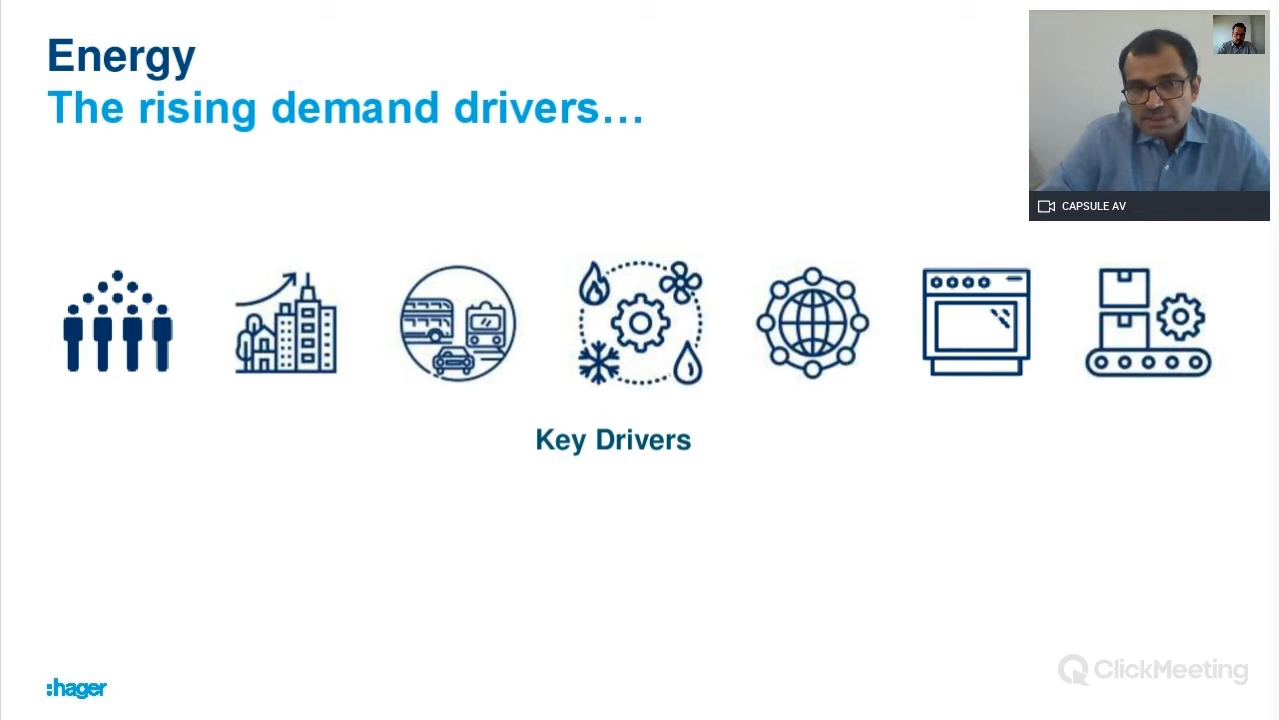 Energy
The rising demand drivers...
CAPSULE AV
Key Drivers
:hager
ClickMeeting